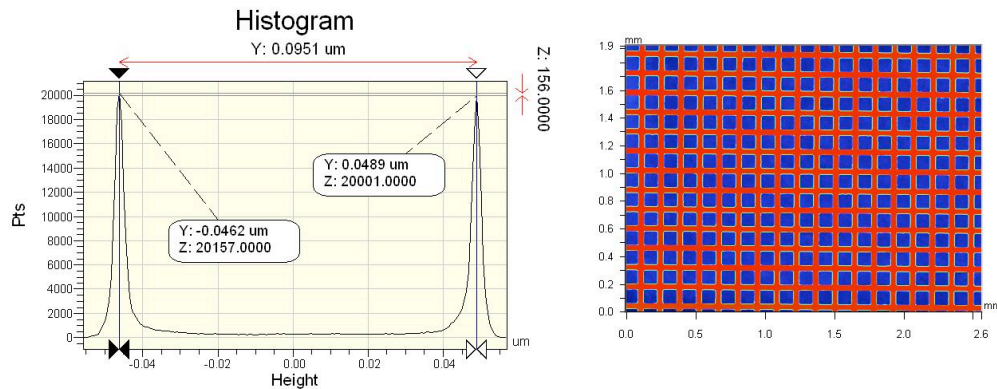 Histogram
Y: 0.0951 um
Z: 156.0000
20000
18000
16000
14000
12000
10000
8000
6000
4000
2000
0
Pts
Y: 0.0489 um
Z: 20001.0000
Y: -0.0462 um
Z: 20157.0000
-0.04
-0.02
0.00
0.02
0.04
um
Height
mm
1.9
1.6
1.4
1.2
1.0
0.8
0.6
0.4
0.2
0.0
0.0
0.5
1.0
1.5
2.0
2.6
mm